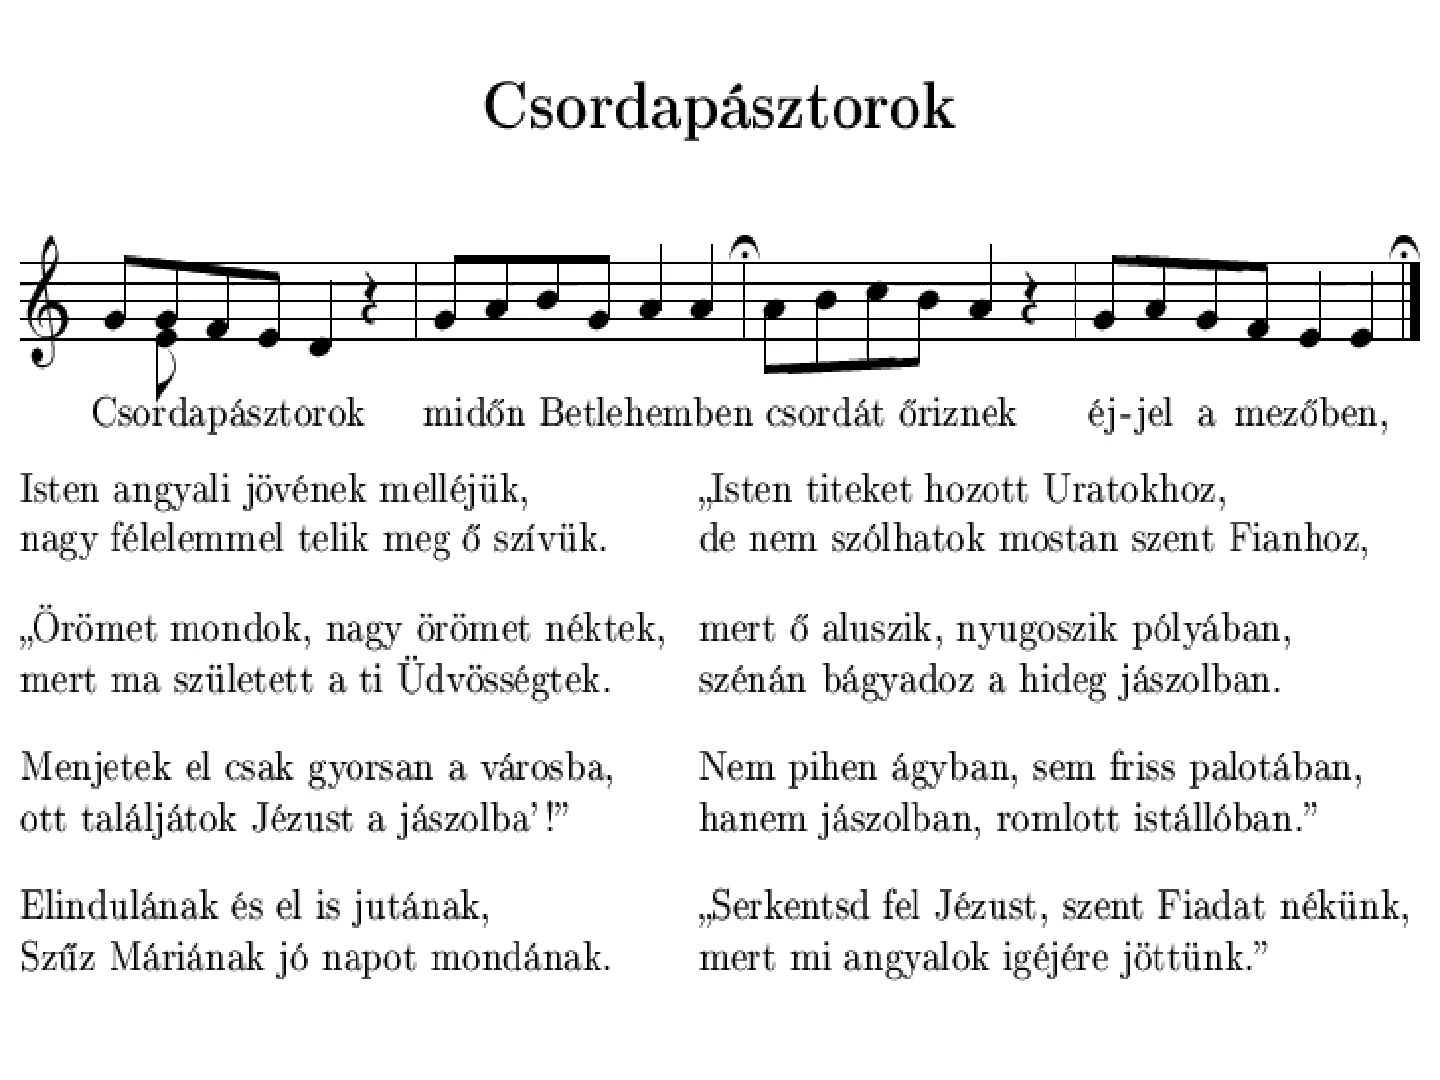 Csordapásztorok
Csordapásztorok midőn Betlehemben csordát őriznek éj-jel a mezőben,
Isten angyali jövének melléjük,
nagy félelemmel telik meg ő szívük.
„Örömet mondok, nagy örömet néktek,
mert ma született a ti Üdvösségtek.
Menjetek el csak gyorsan a városba,
ott találjátok Jézust a jászolba'!”
Elindulának és el is jutának,
Szűz Máriának jó napot mondának.
„Isten titeket hozott Uratokhoz,
de nem szólhatok mostan szent Fianhoz,
mert ő aluszik, nyugoszik pólyában,
szénán bágyadoz a hideg jászolban.
Nem pihen ágyban, sem friss palotában,
hanem jászolban, romlott istállóban.”
„Serkentsd fel Jézust, szent Fiadat nékünk,
mert mi angyalok igéjére jöttünk.”